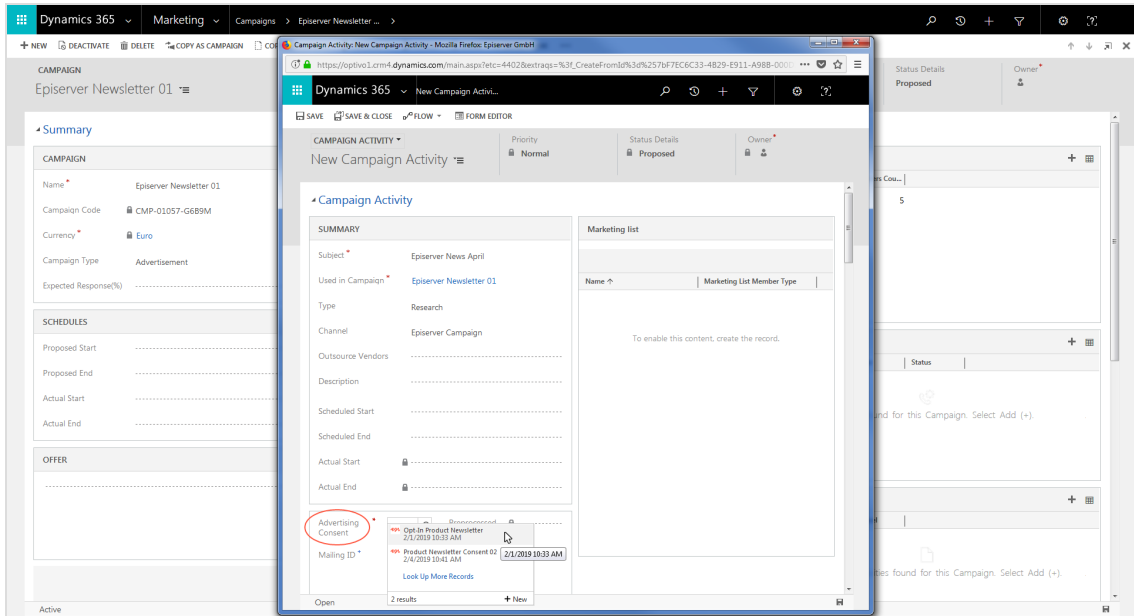 Dynamics 365
Marketing
Campaigns > Episerver Newsletter ... >
+ NEW
DEACTIVATE
DELETE
COPY AS CAMPAIGN
CAMPAIGN
Episerver Newsletter 01
Status Details
Proposed
Owner*
Summary
CAMPAIGN
Name*
Episerver Newsletter 01
Campaign Code
CMP-01057-G6B9M
Currency*
Euro
Campaign Type
Advertisement
Expected Response(%)
SCHEDULES
Proposed Start
Proposed End
Actual Start
Actual End
OFFER
Active
Campaign Activity: New Campaign Activity - Mozilla Firefox: Episerver GmbH
https://optivo1.crm4.dynamics.com/main.aspx?etc=4402&extraqs=%3f_CreateFromId%3d%257bF7EC6C33-4B29-E911-A98B-000
Dynamics 365
New Campaign Activi...
SAVE
SAVE & CLOSE
FLOW
FORM EDITOR
CAMPAIGN ACTIVITY
New Campaign Activity
Priority
Normal
Status Details
Proposed
Owner*
Campaign Activity
SUMMARY
Subject*
Episerver News April
Used in Campaign*
Episerver Newsletter 01
Type
Research
Channel
Episerver Campaign
Outsource Vendors
Description
Scheduled Start
Scheduled End
Actual Start
Actual End
Advertising Consent*
Preprocessed
Mailing ID*
Opt-In Product Newsletter
2/1/2019 10:33 AM
Product Newsletter Consent 02
2/4/2019 10:41 AM
2/1/2019 10:33 AM
Look Up More Records
2 results
+ New
Open
Marketing list
Name
Marketing List Member Type
To enable this content, create the record.
rs Cou...
5
Status
und for this Campaign. Select Add (+).
ties found for this Campaign. Select Add (+).